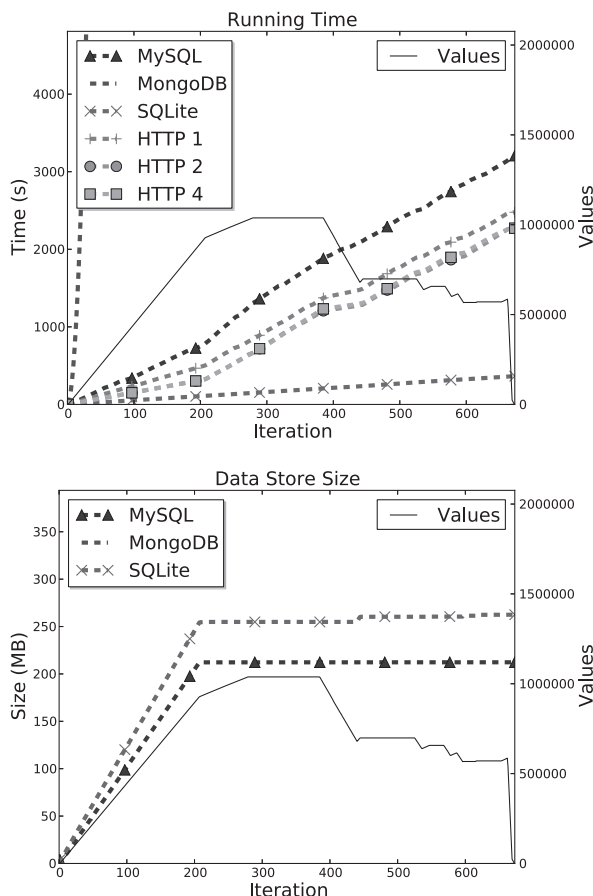 Running Time
MySQL
MongoDB
SQLite
HTTP 1
HTTP 2
HTTP 4
Values
4000
3000
2000
1000
0
Time (s)
2000000
1500000
1000000
500000
0
Values
0
100
200
300
400
500
600
Iteration
Data Store Size
MySQL
MongoDB
SQLite
Values
350
300
250
200
150
100
50
0
Size (MB)
2000000
1500000
1000000
500000
0
Values
0
100
200
300
400
500
600
Iteration